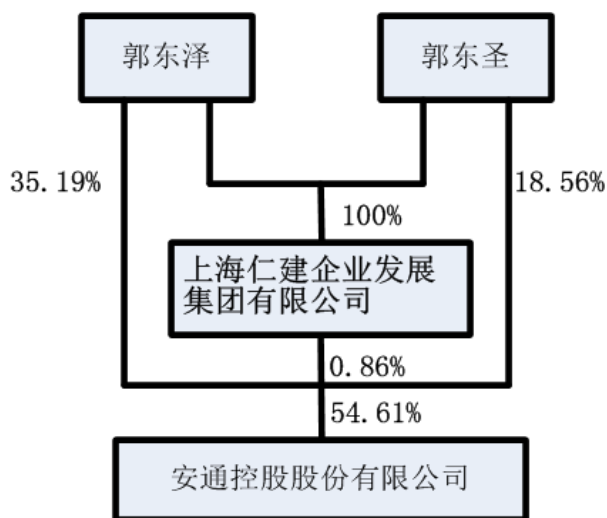 郭东泽
郭东圣
35.19%
18.56%
100%
上海仁建企业发展
集团有限公司
0.86%
54.61%
安通控股股份有限公司